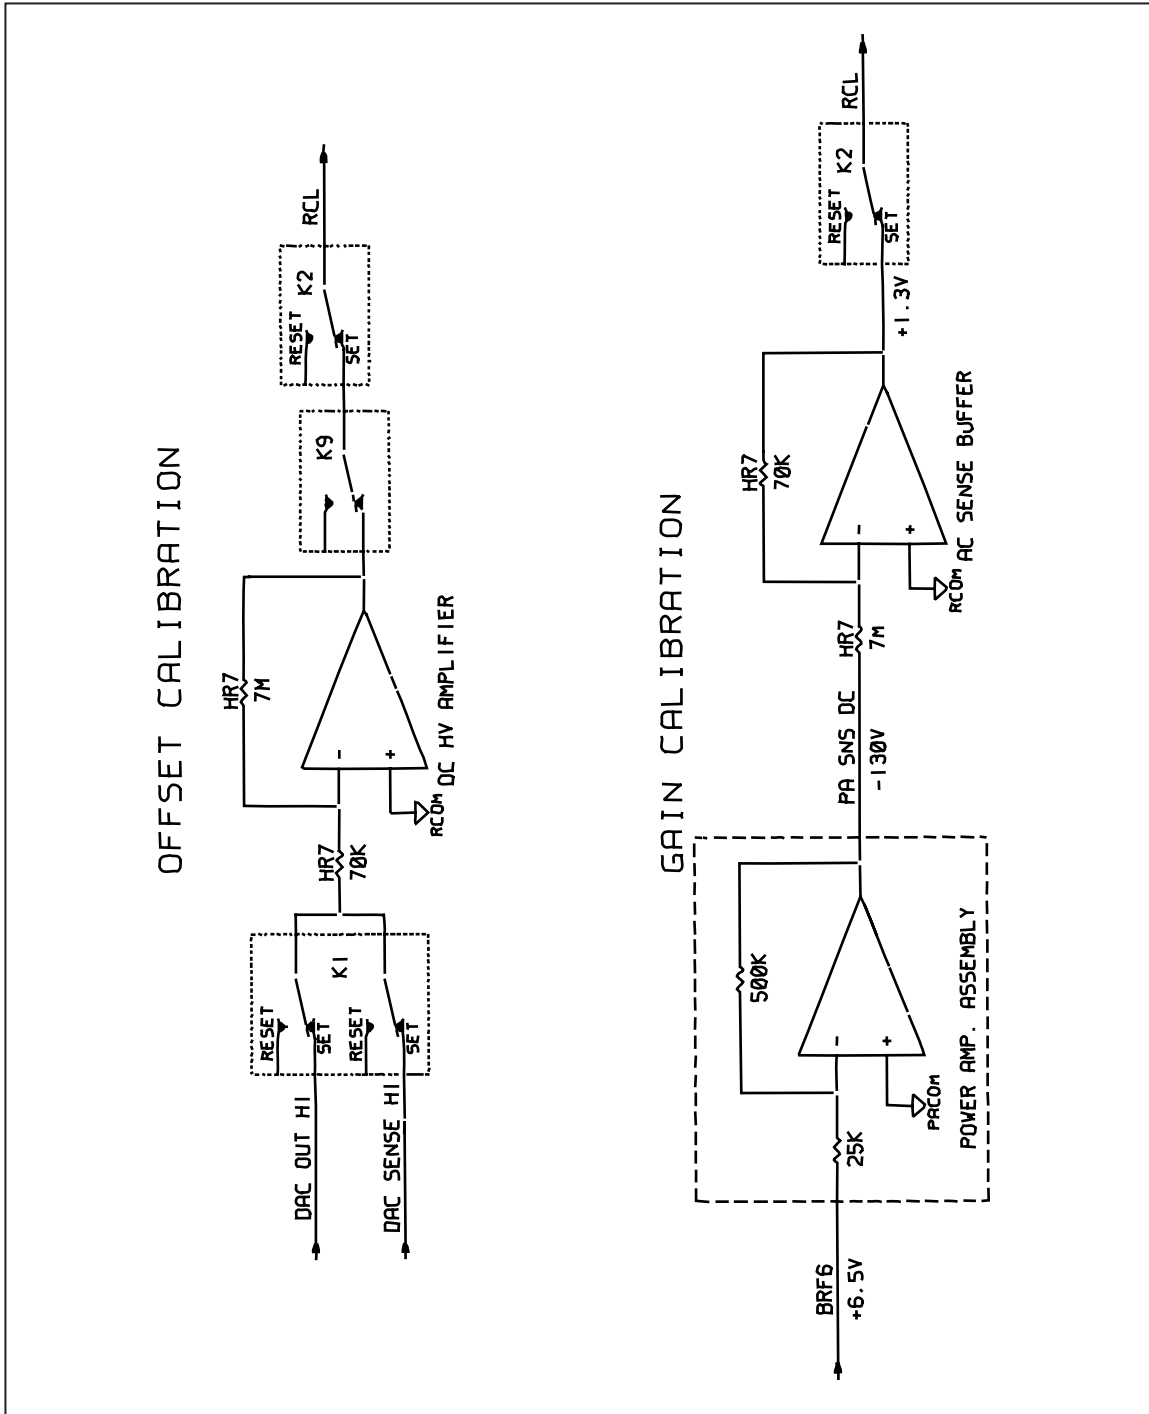 OFFSET CALIBRATION
DAC OUT HI
DAC SENSE HI
RESET
SET
RESET
SET
K1
HR7
70K
HR7
7M
RCOM
DC HV AMPLIFIER
K9
RESET
SET
K2
RCL
GAIN CALIBRATION
BRF6
+6.5V
25K
500K
PACOM
POWER AMP. ASSEMBLY
PA SNS DC
-130V
HR7
7M
HR7
70K
RCOM
AC SENSE BUFFER
+1.3V
RESET
SET
K2
RCL